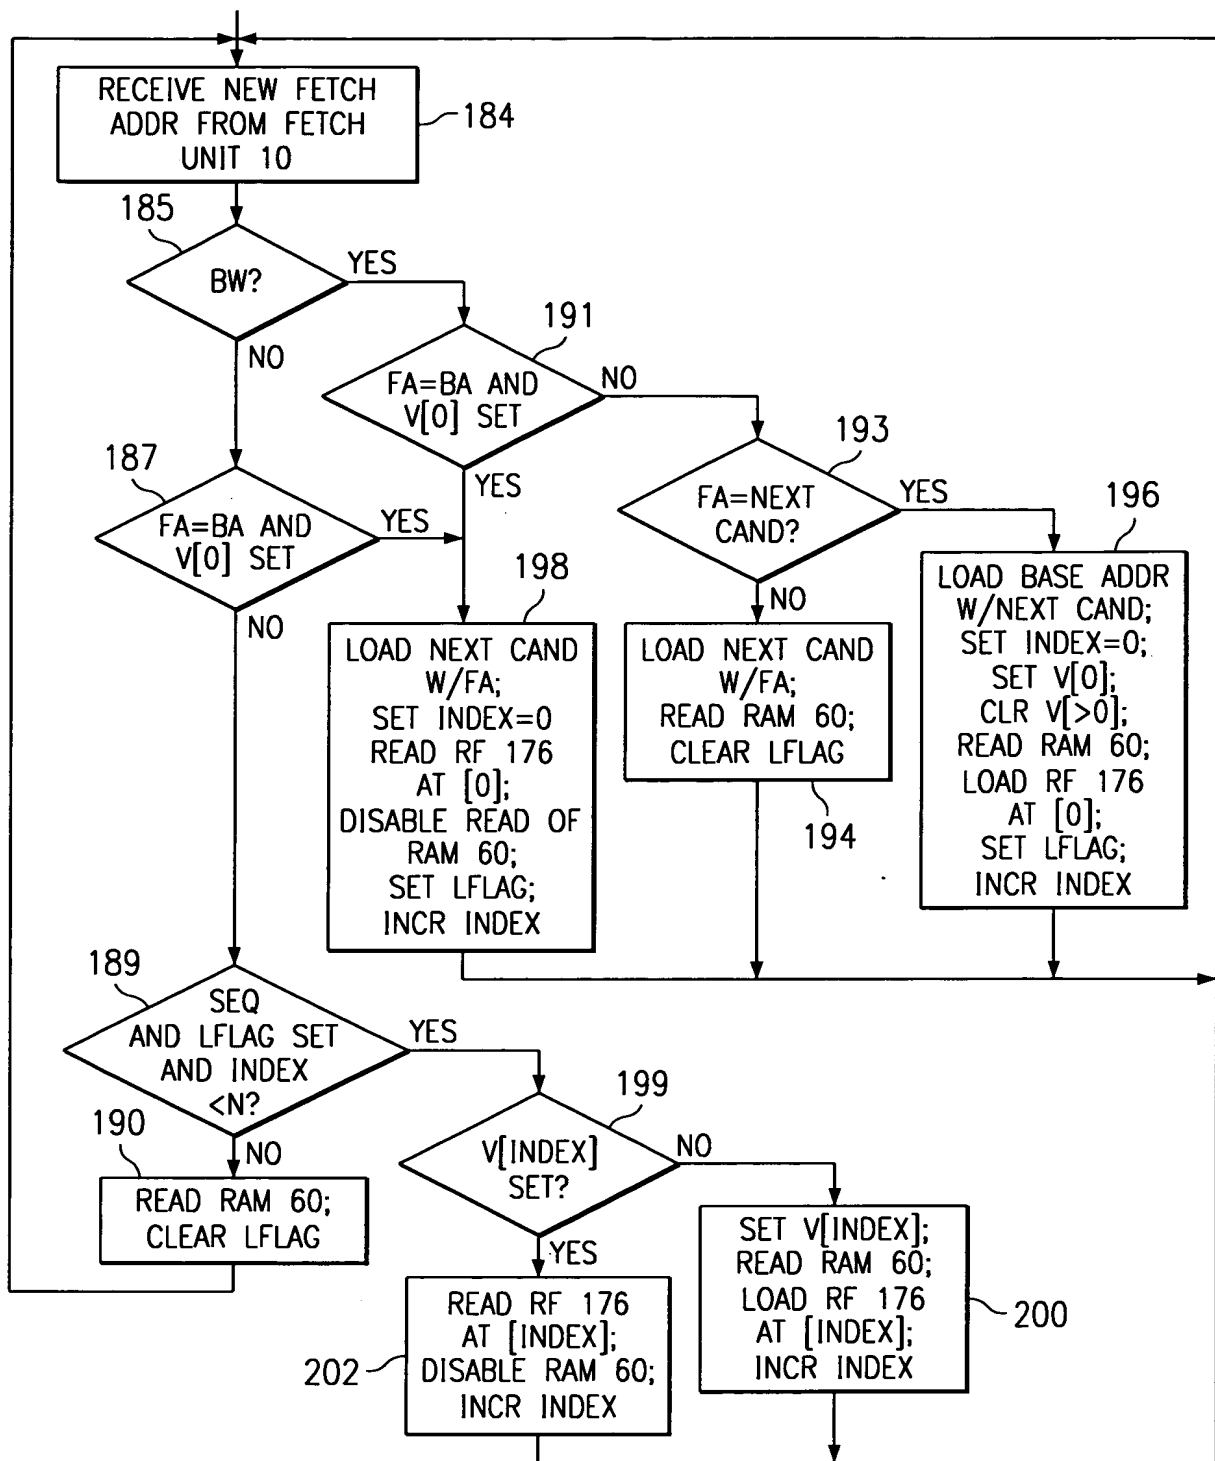 RECEIVE NEW FETCH
ADDR FROM FETCH
UNIT 10
184
185
BW?
YES
NO
191
FA=BA AND
V[0] SET
NO
YES
187
FA=BA AND
V[0] SET
YES
NO
193
FA=NEXT
CAND?
YES
NO
196
LOAD BASE ADDR
W/NEXT CAND;
SET INDEX=0;
SET V[0];
CLR V[>0];
READ RAM 60;
LOAD RF 176
AT [0];
SET LFLAG;
INCR INDEX
198
LOAD NEXT CAND
W/FA;
SET INDEX=0
READ RF 176
AT [0];
DISABLE READ OF
RAM 60;
SET LFLAG;
INCR INDEX
LOAD NEXT CAND
W/FA;
READ RAM 60;
CLEAR LFLAG
194
189
SEQ
AND LFLAG SET
AND INDEX
<N?
YES
NO
190
READ RAM 60;
CLEAR LFLAG
199
V[INDEX]
SET?
NO
YES
SET V[INDEX];
READ RAM 60;
LOAD RF 176
AT [INDEX];
INCR INDEX
200
READ RF 176
AT [INDEX];
DISABLE RAM 60;
INCR INDEX
202